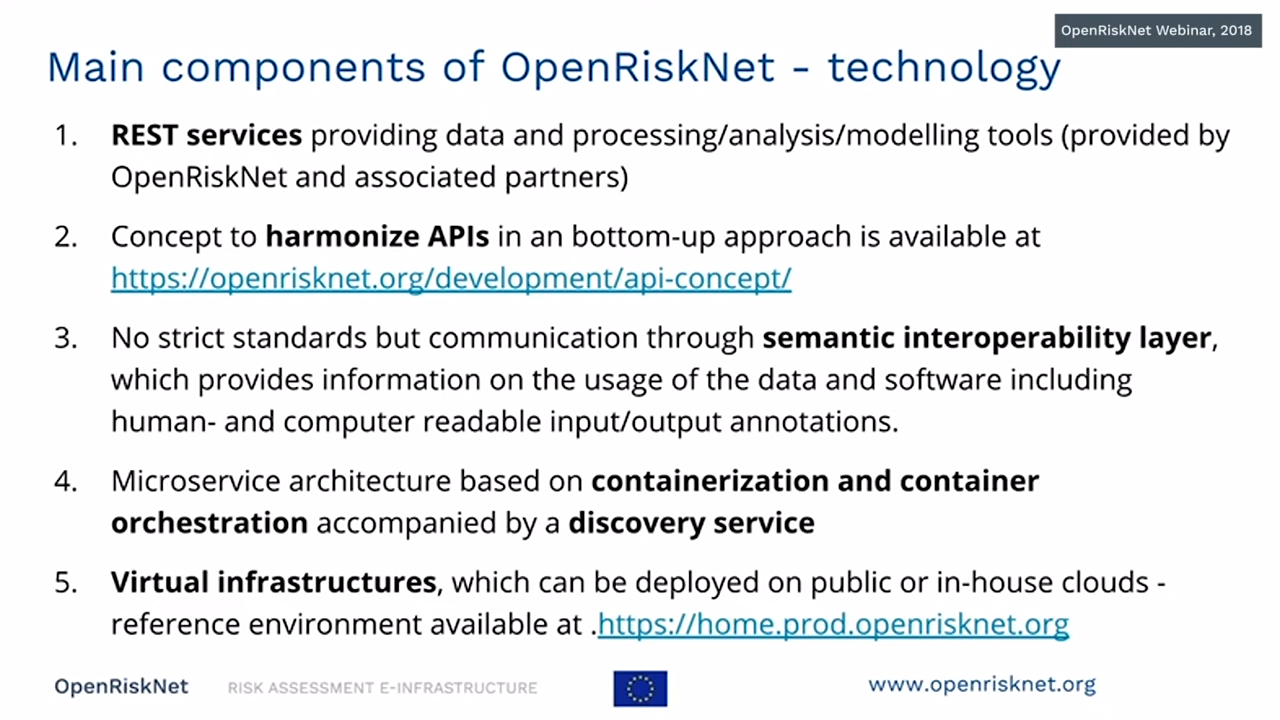 OpenRiskNet Webinar, 2018
Main components of OpenRiskNet - technology
1. REST services providing data and processing/analysis/modelling tools (provided by
OpenRiskNet and associated partners)
2. Concept to harmonize APIs in an bottom-up approach is available at
https://openrisknet.org/development/api-concept/
3. No strict standards but communication through semantic interoperability layer,
which provides information on the usage of the data and software including
human- and computer readable input/output annotations.
4. Microservice architecture based on containerization and container
orchestration accompanied by a discovery service
5. Virtual infrastructures, which can be deployed on public or in-house clouds -
reference environment available at .https://home.prod.openrisknet.org
OpenRiskNet RISK ASSESSMENT E-INFRASTRUCTURE www.openrisknet.org